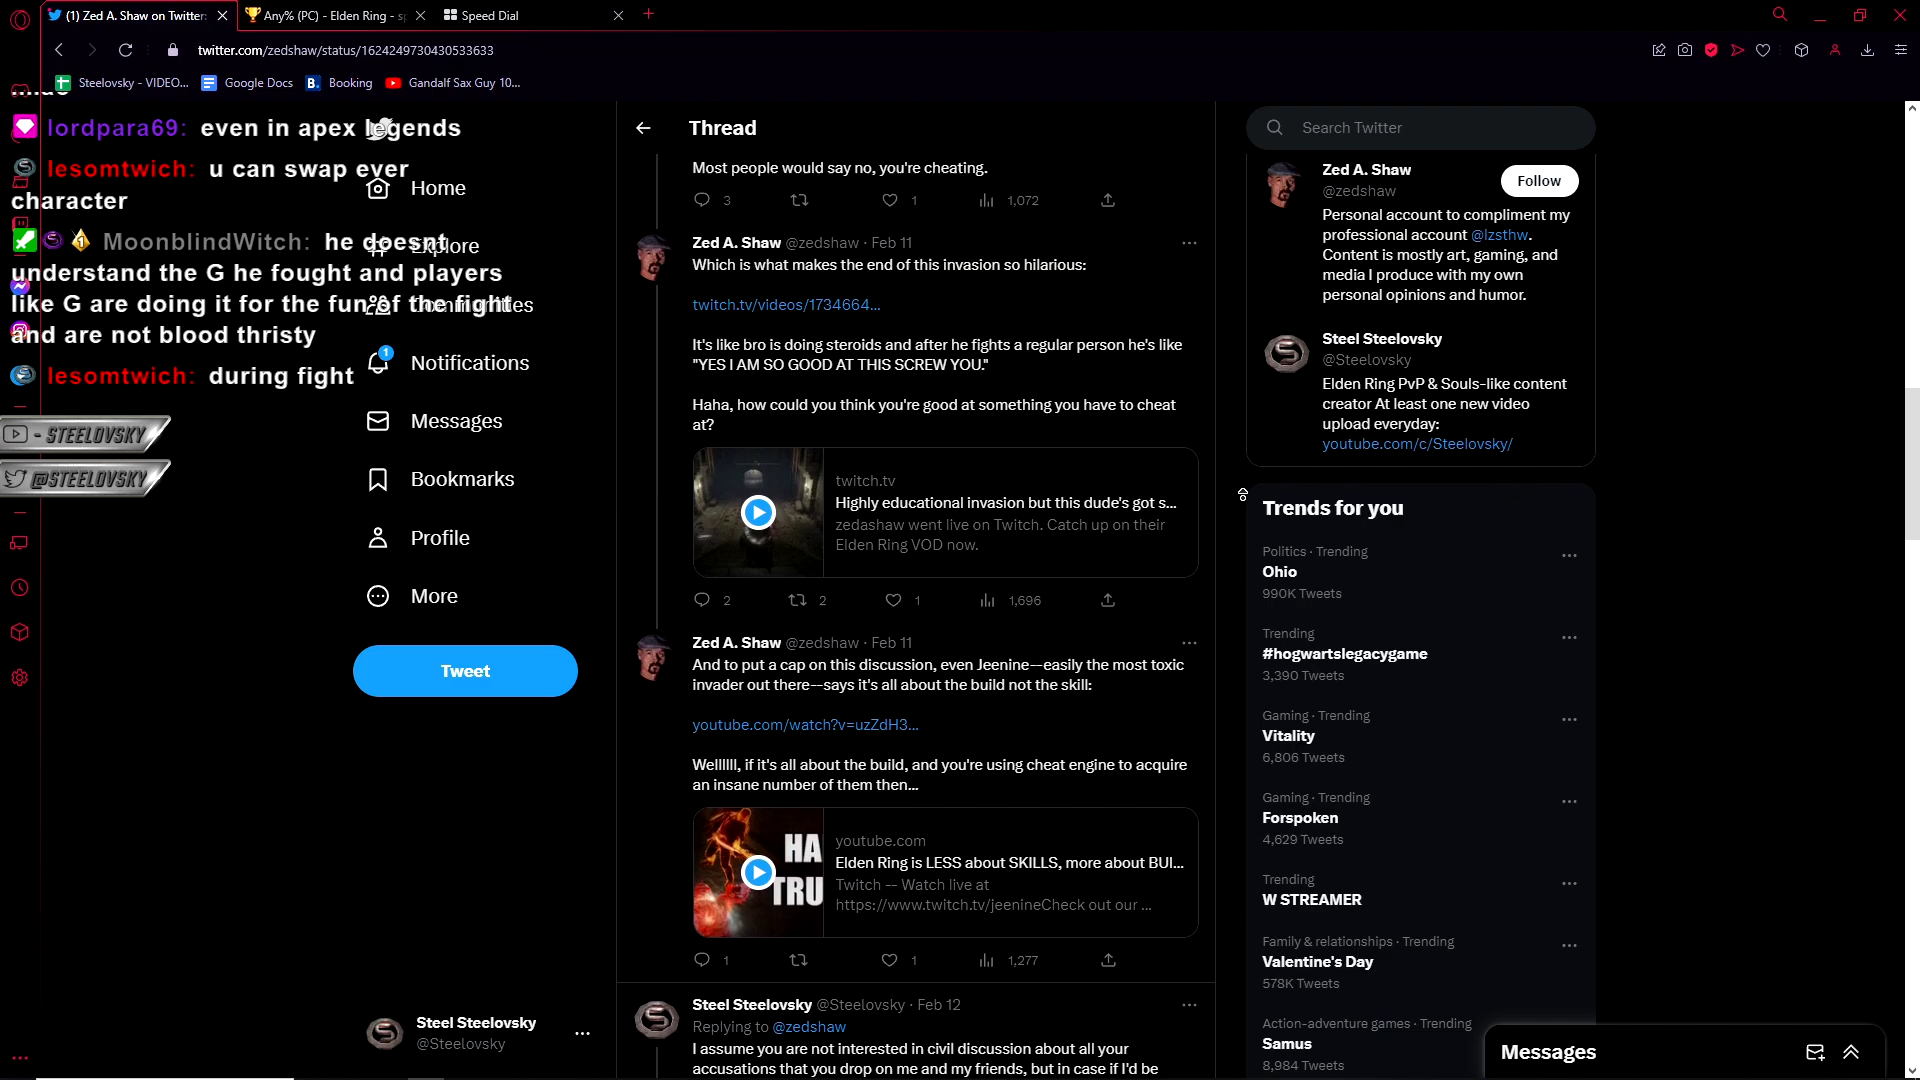 (1) Zed A. Shaw on Twitter:
Any% (PC) - Elden Ring - s
Speed Dial
twitter.com/zedshaw/status/1624249730430533633
Steelovsky - VIDEO...
Google Docs
Booking
Gandalf Sax Guy 10...
lordpara69: even in apex legends
lesomtwich: u can swap ever
character
MoonblindWitch: he doesnt
understand the G he fought and players
like G are doing it for the fun of the fight
and are not blood thristy
lesomtwich: during fight
- STEELOVSKY
@STEELOVSKY
Home
Explore
Communities
Notifications
1
Messages
Bookmarks
Profile
More
Tweet
Steel Steelovsky
@Steelovsky
Thread
Most people would say no, you're cheating.
3 1 1,072
Zed A. Shaw @zedshaw · Feb 11
Which is what makes the end of this invasion so hilarious:
twitch.tv/videos/1734664...
It's like bro is doing steroids and after he fights a regular person he's like
"YES I AM SO GOOD AT THIS SCREW YOU."
Haha, how could you think you're good at something you have to cheat
at?
twitch.tv
Highly educational invasion but this dude's got s...
zedashaw went live on Twitch. Catch up on their
Elden Ring VOD now.
2 2 1 1,696
Zed A. Shaw @zedshaw · Feb 11
And to put a cap on this discussion, even Jeenine--easily the most toxic
invader out there--says it's all about the build not the skill:
youtube.com/watch?v=uzZdH3...
Wellllll, if it's all about the build, and you're using cheat engine to acquire
an insane number of them then...
HA
TRU
youtube.com
Elden Ring is LESS about SKILLS, more about BUI...
Twitch -- Watch live at
https://www.twitch.tv/jeenineCheck out our ...
1 1 1,277
Steel Steelovsky @Steelovsky · Feb 12
Replying to @zedshaw
I assume you are not interested in civil discussion about all your
accusations that you drop on me and my friends, but in case if I'd be
Search Twitter
Zed A. Shaw
@zedshaw
Follow
Personal account to compliment my
professional account @lzsthw.
Content is mostly art, gaming, and
media I produce with my own
personal opinions and humor.
Steel Steelovsky
@Steelovsky
Elden Ring PvP & Souls-like content
creator At least one new video
upload everyday:
youtube.com/c/Steelovsky/
Trends for you
Politics · Trending
Ohio
990K Tweets
Trending
#hogwartslegacygame
3,390 Tweets
Gaming · Trending
Vitality
6,806 Tweets
Gaming · Trending
Forspoken
4,629 Tweets
Trending
W STREAMER
Family & relationships · Trending
Valentine's Day
578K Tweets
Action-adventure games · Trending
Samus
8,984 Tweets
Messages